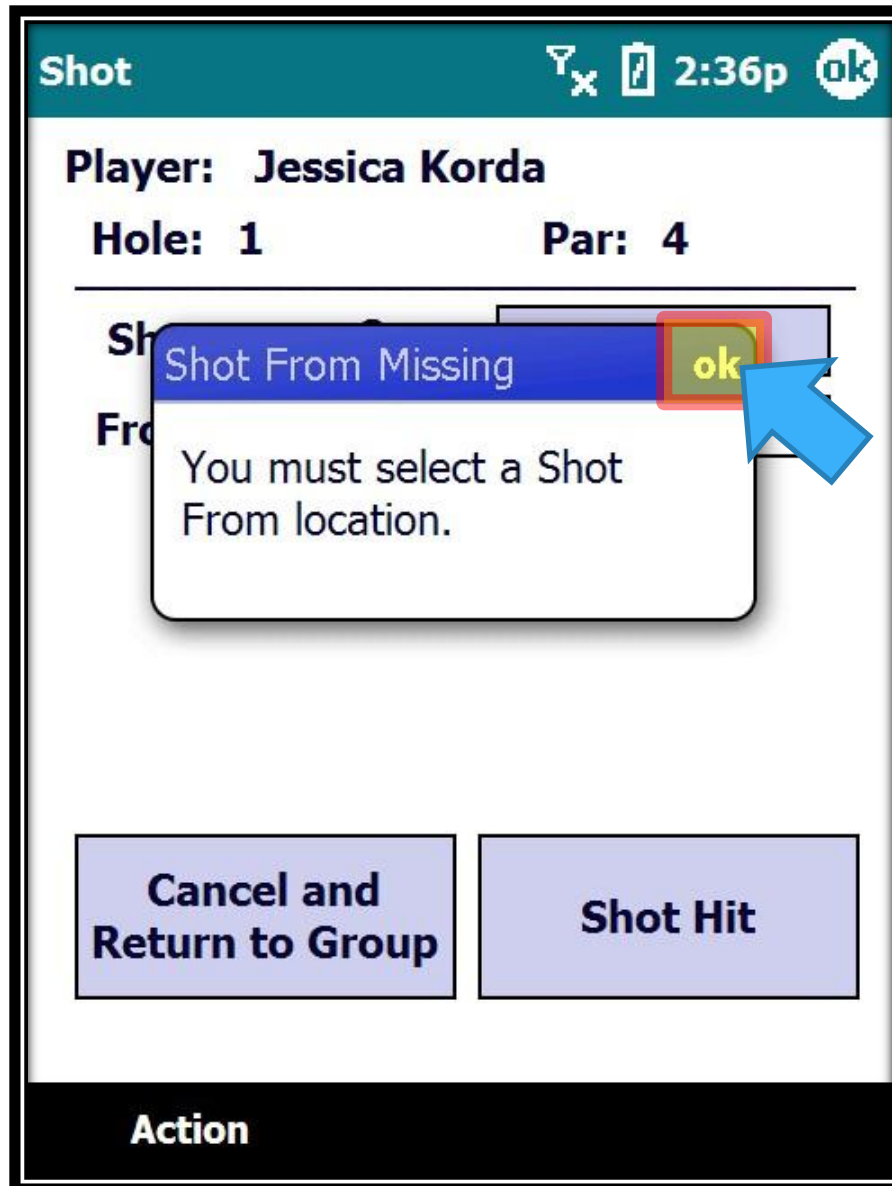 Shot 2:36p ok
Player: Jessica Korda
Hole: 1 Par: 4
Shot From Missing ok
You must select a Shot
From location.
Cancel and
Return to Group
Shot Hit
Action